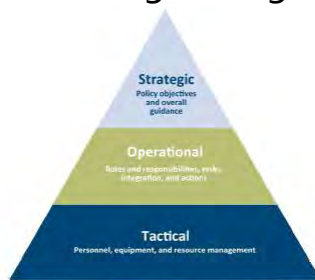 Strategic
Policy objectives
and overall
guidance
Operational
Roles and responsibilities, tasks,
integration, and actions
Tactical
Personnel, equipment, and resource management